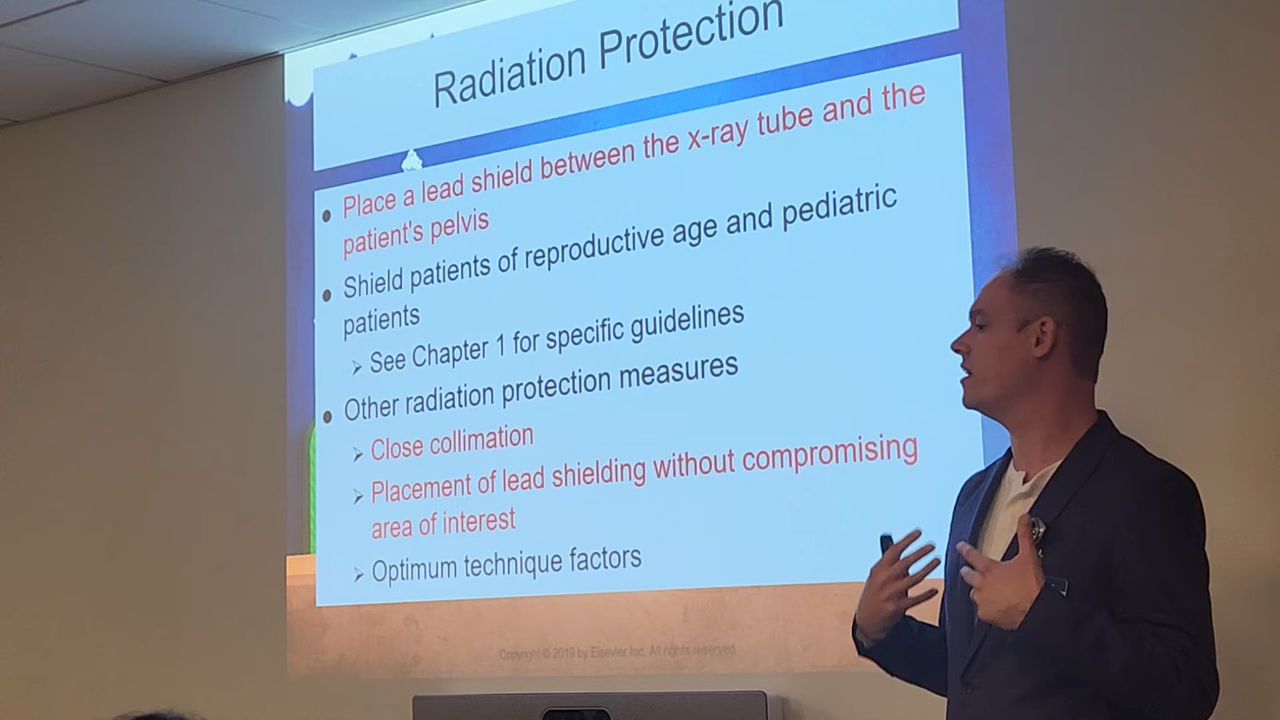 Radiation Protection
• Place a lead shield between the x-ray tube and the
patient's pelvis
• Shield patients of reproductive age and pediatric
patients
➢ See Chapter 1 for specific guidelines
• Other radiation protection measures
➢ Close collimation
➢ Placement of lead shielding without compromising
area of interest
➢ Optimum technique factors
Copyright © 2019 by Elsevier Inc. All rights reserved.